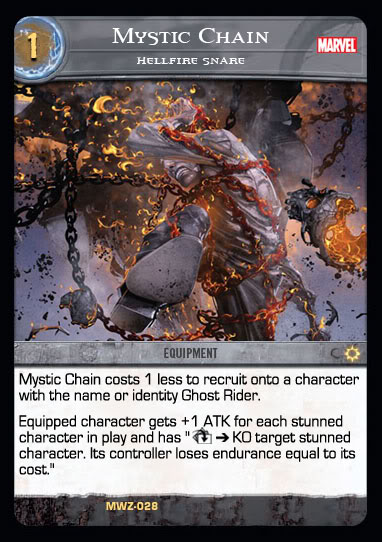 1
Mystic Chain
MARVEL
Hellfire Snare
EQUIPMENT
C
Mystic Chain costs 1 less to recruit onto a character
with the name or identity Ghost Rider.
Equipped character gets +1 ATK for each stunned
character in play and has " ➔ KO target stunned
character. Its controller loses endurance equal to its
cost."
MWZ-028